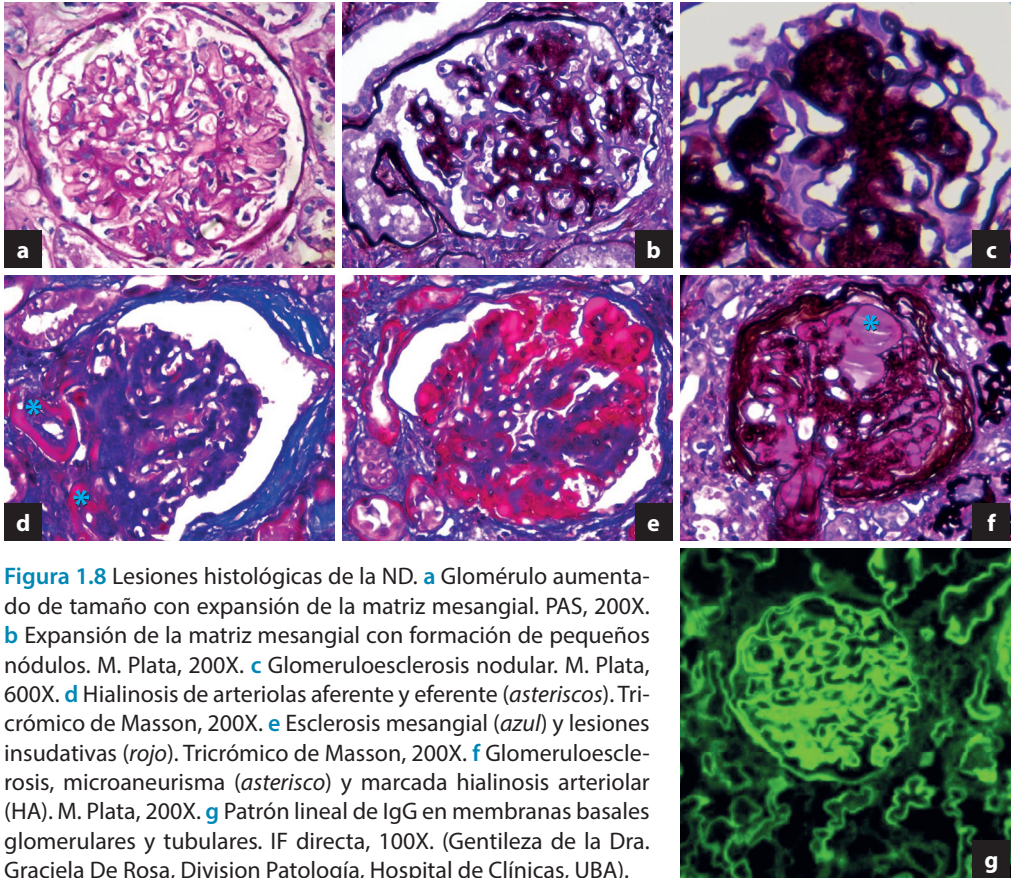 a
b
c
*
*
d
e
*
f
Figura 1.8 Lesiones histológicas de la ND. a Glomérulo aumenta-
do de tamaño con expansión de la matriz mesangial. PAS, 200X.
b Expansión de la matriz mesangial con formación de pequeños
nódulos. M. Plata, 200X. c Glomeruloesclerosis nodular. M. Plata,
600X. d Hialinosis de arteriolas aferente y eferente (asteriscos). Tri-
crómico de Masson, 200X. e Esclerosis mesangial (azul) y lesiones
insudativas (rojo). Tricrómico de Masson, 200X. f Glomeruloescle-
rosis, microaneurisma (asterisco) y marcada hialinosis arteriolar
(HA). M. Plata, 200X. g Patrón lineal de IgG en membranas basales
glomerulares y tubulares. IF directa, 100X. (Gentileza de la Dra.
Graciela De Rosa, Division Patología, Hospital de Clínicas, UBA).
g